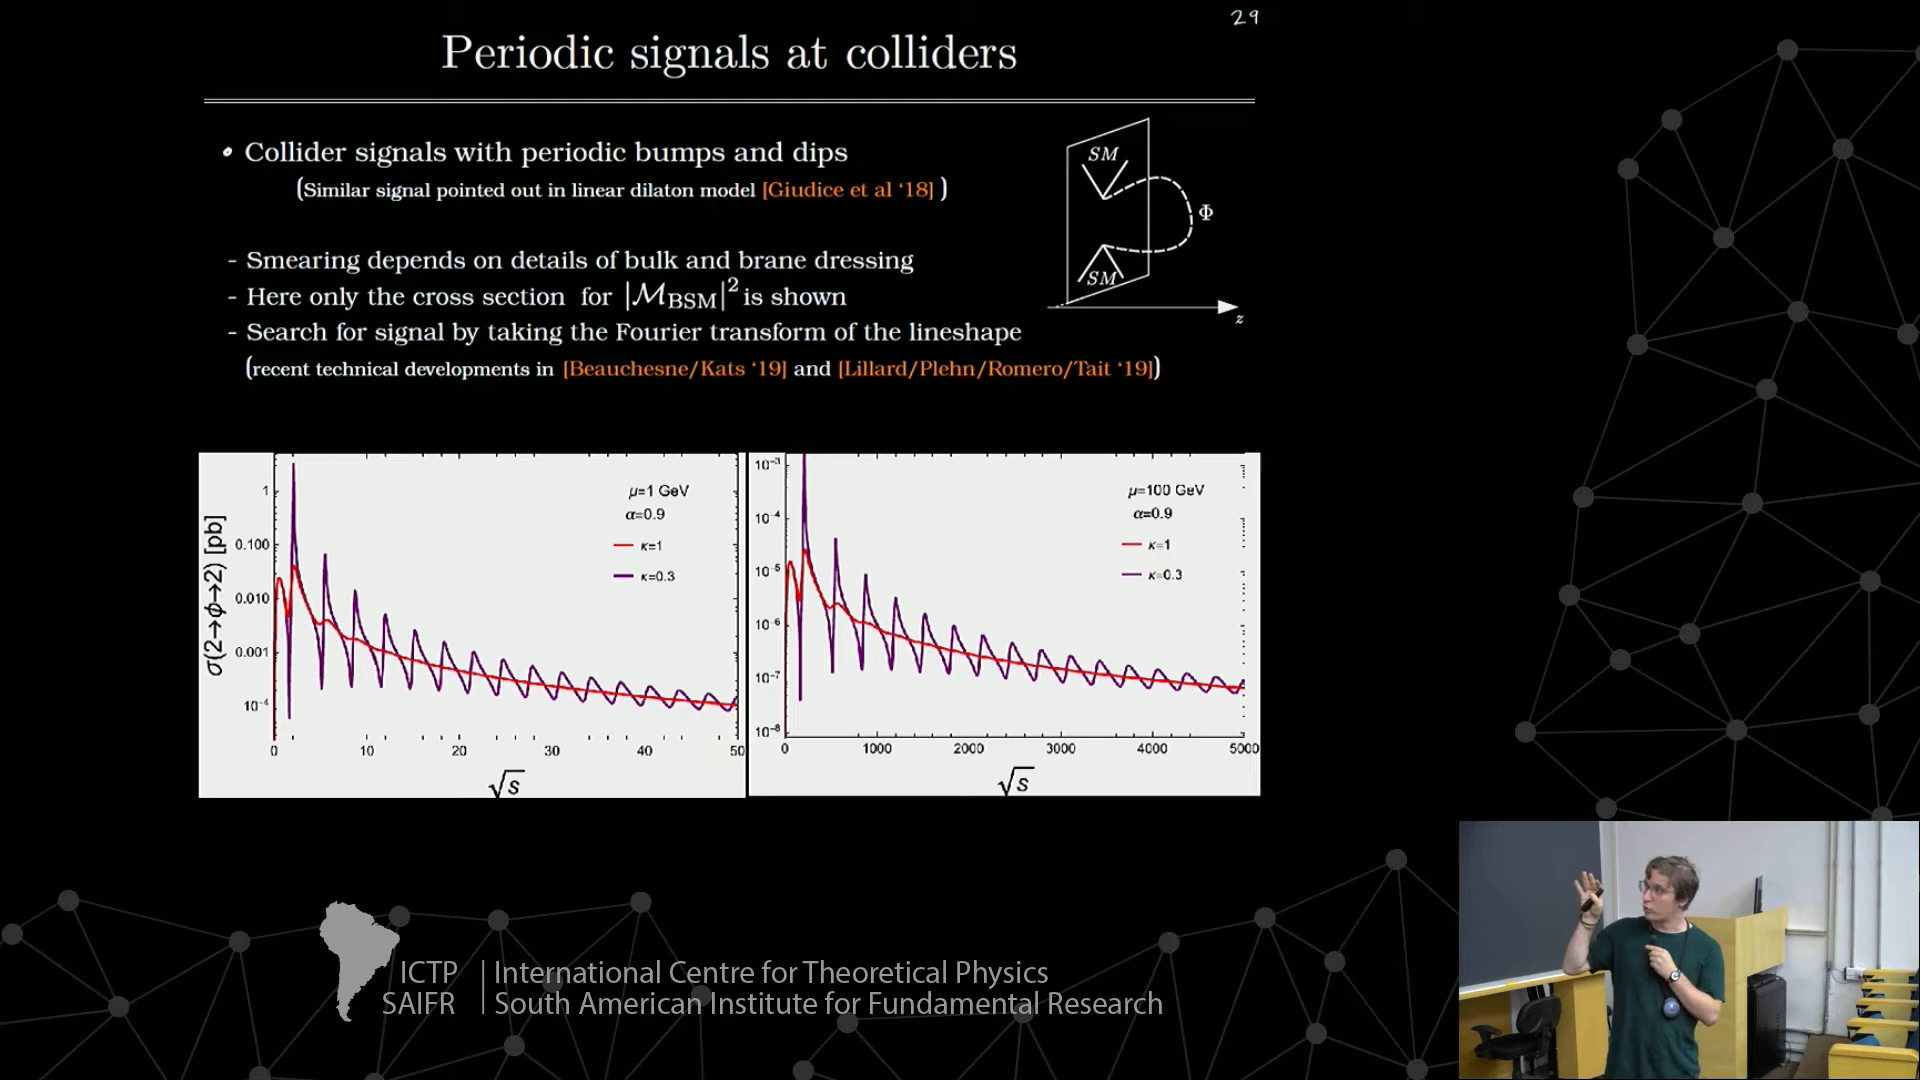 29
Periodic signals at colliders
• Collider signals with periodic bumps and dips
(Similar signal pointed out in linear dilaton model [Giudice et al ‘18] )
- Smearing depends on details of bulk and brane dressing
- Here only the cross section for |ℳ_BSM|² is shown
- Search for signal by taking the Fourier transform of the lineshape
(recent technical developments in [Beauchesne/Kats ‘19] and [Lillard/Plehn/Romero/Tait ‘19])
SM
Φ
SM
z
σ(2→ϕ→2) [pb]
1
0.100
0.010
0.001
10⁻⁴
μ=1 GeV
α=0.9
κ=1
κ=0.3
0 10 20 30 40 50
√s
10⁻³
10⁻⁴
10⁻⁵
10⁻⁶
10⁻⁷
10⁻⁸
μ=100 GeV
α=0.9
κ=1
κ=0.3
0 1000 2000 3000 4000 5000
√s
ICTP | International Centre for Theoretical Physics
SAIFR | South American Institute for Fundamental Research